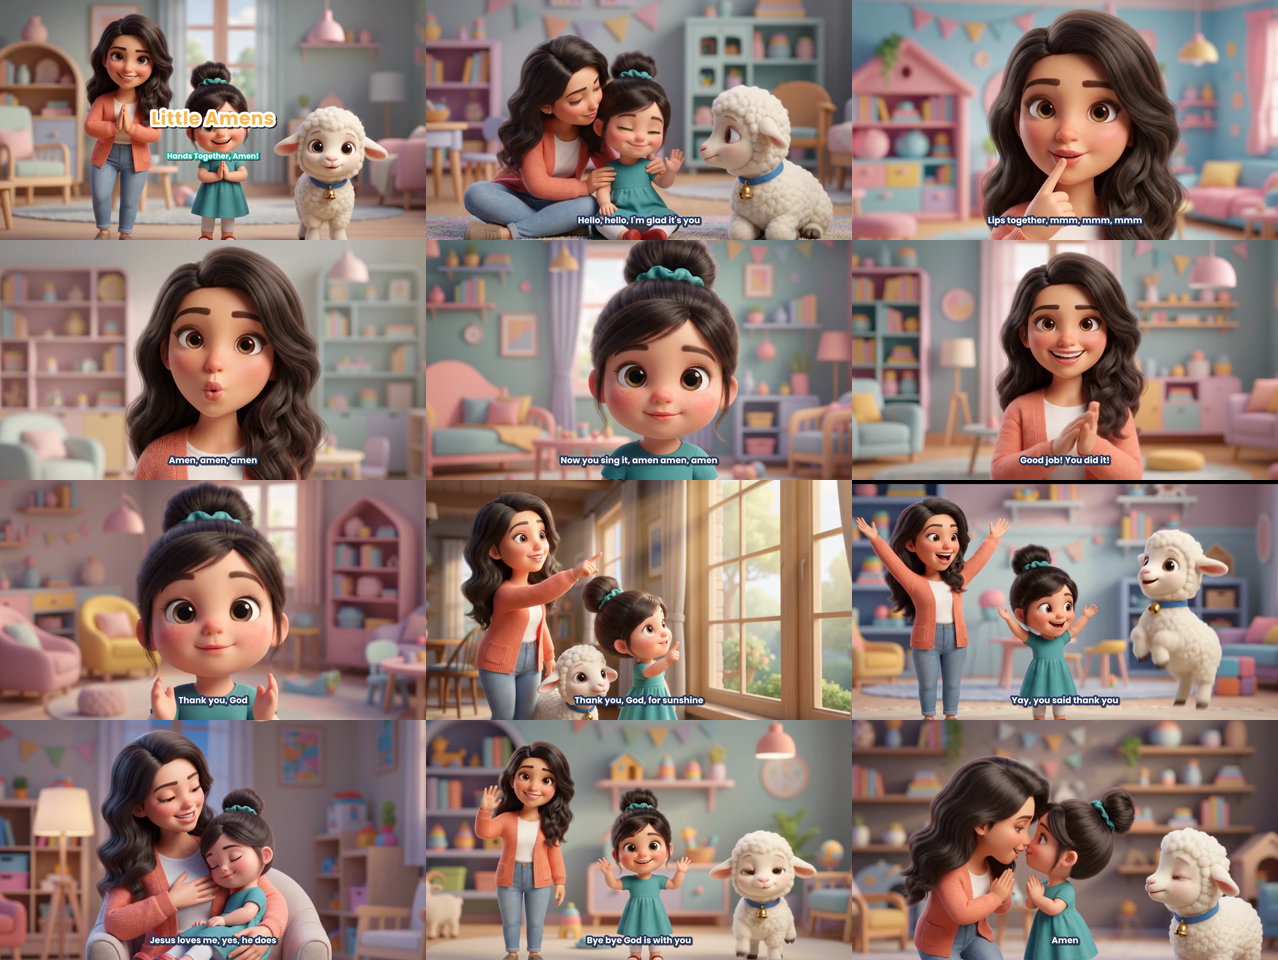 Little Amens
Hands Together, Amen!
Hello, hello, I'm glad it's you
Lips together, mmm, mmm, mmm
Amen, amen, amen
Now you sing it, amen amen, amen
Good job! You did it!
Thank you, God
Thank you, God, for sunshine
Yay, you said thank you
Jesus loves me, yes, he does
Bye bye God is with you
Amen